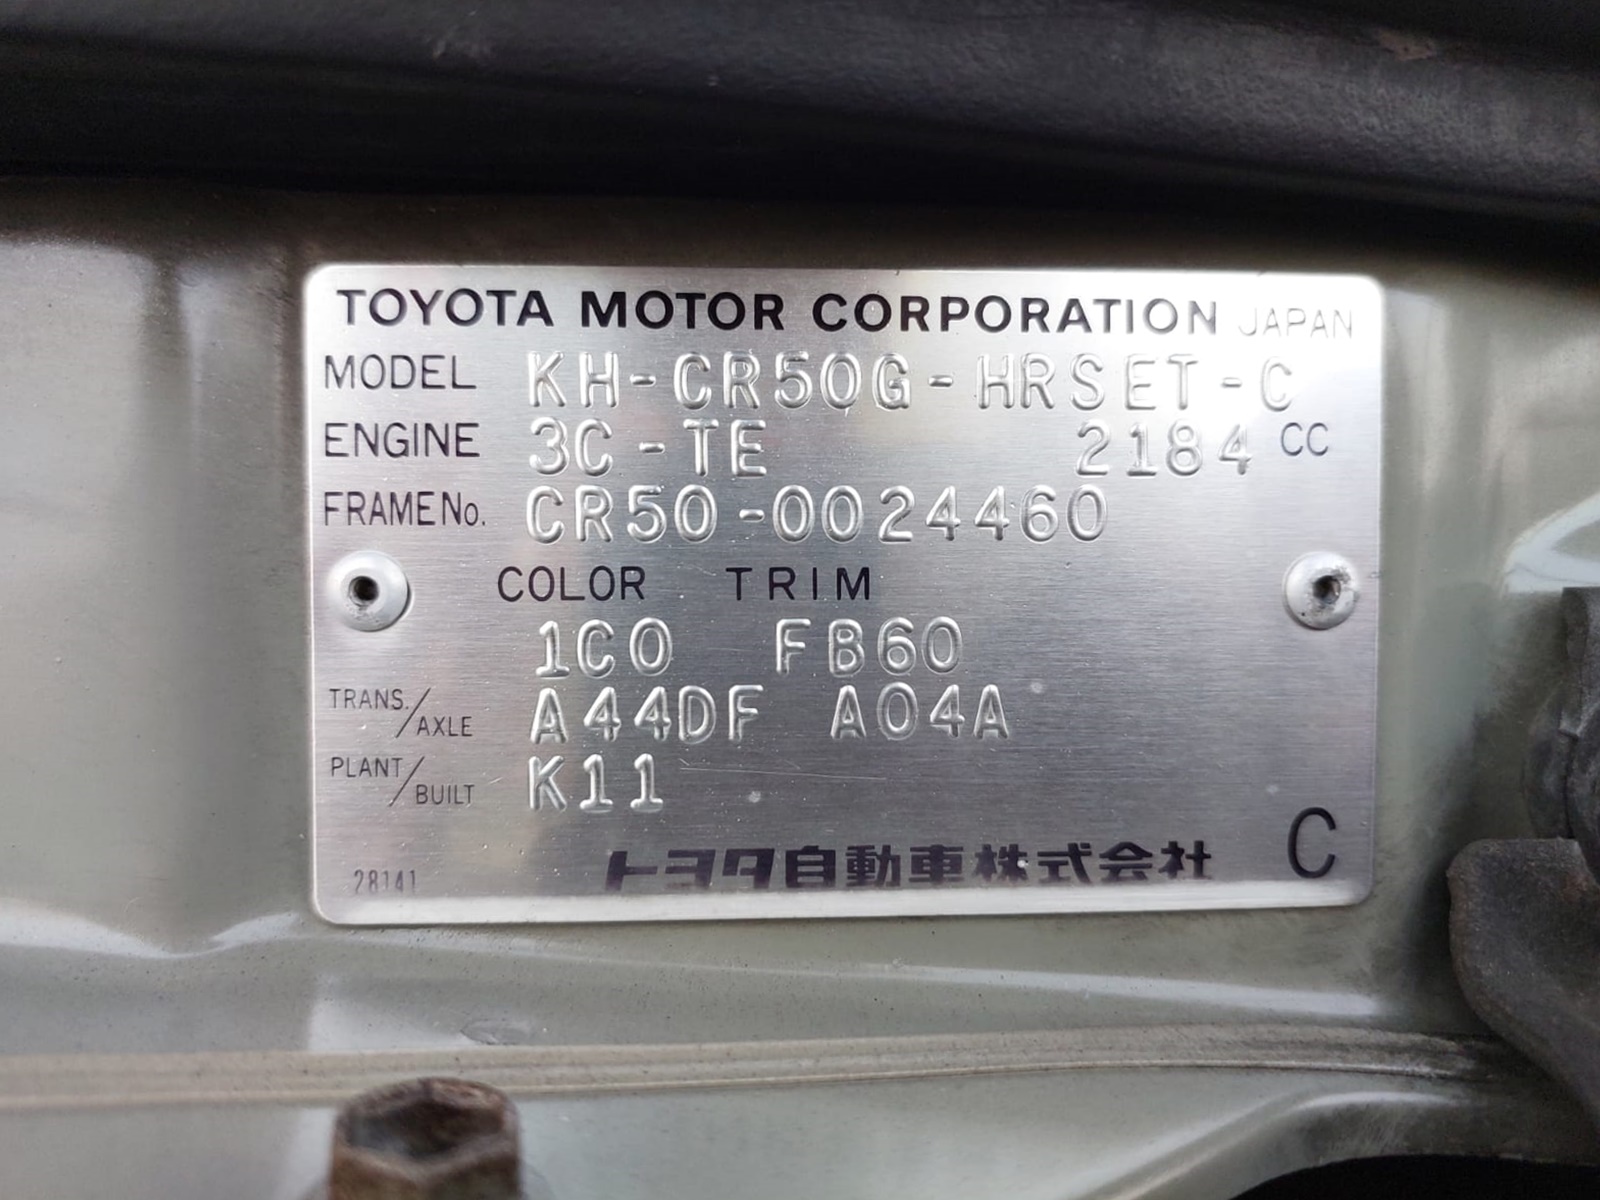 TOYOTA MOTOR CORPORATION JAPAN
MODEL KH-CR50G-HRSET-C
ENGINE 3C-TE 2184 CC
FRAME No. CR50-0024460
COLOR TRIM
1C0 FB60
TRANS./AXLE A44DF A04A
PLANT/BUILT K11
トヨタ自動車株式会社 C
28141